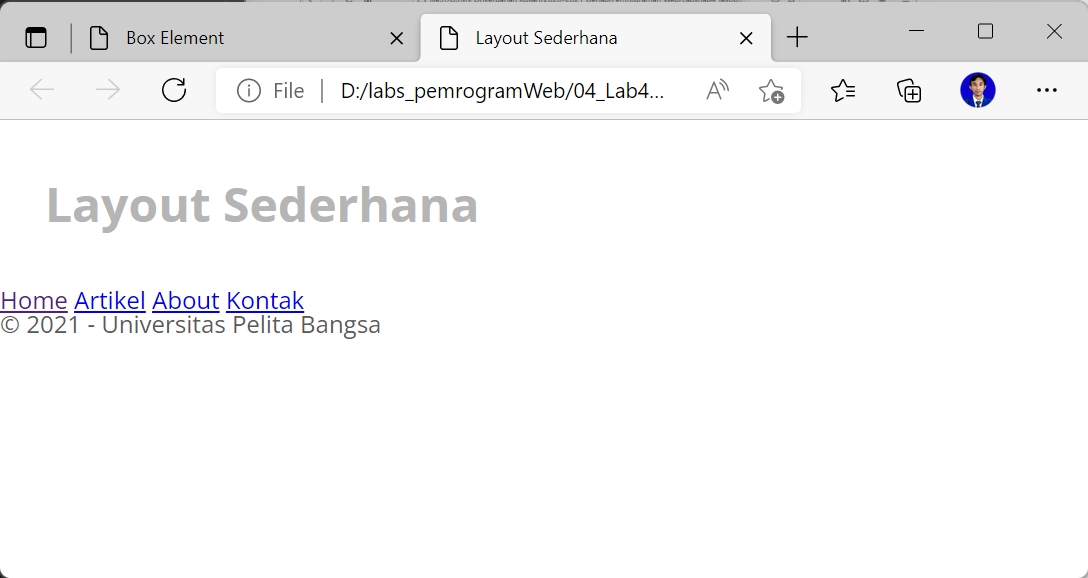 Box Element
Layout Sederhana
File
D:/labs_pemrogramWeb/04_Lab4...
Layout Sederhana
Home Artikel About Kontak
© 2021 - Universitas Pelita Bangsa